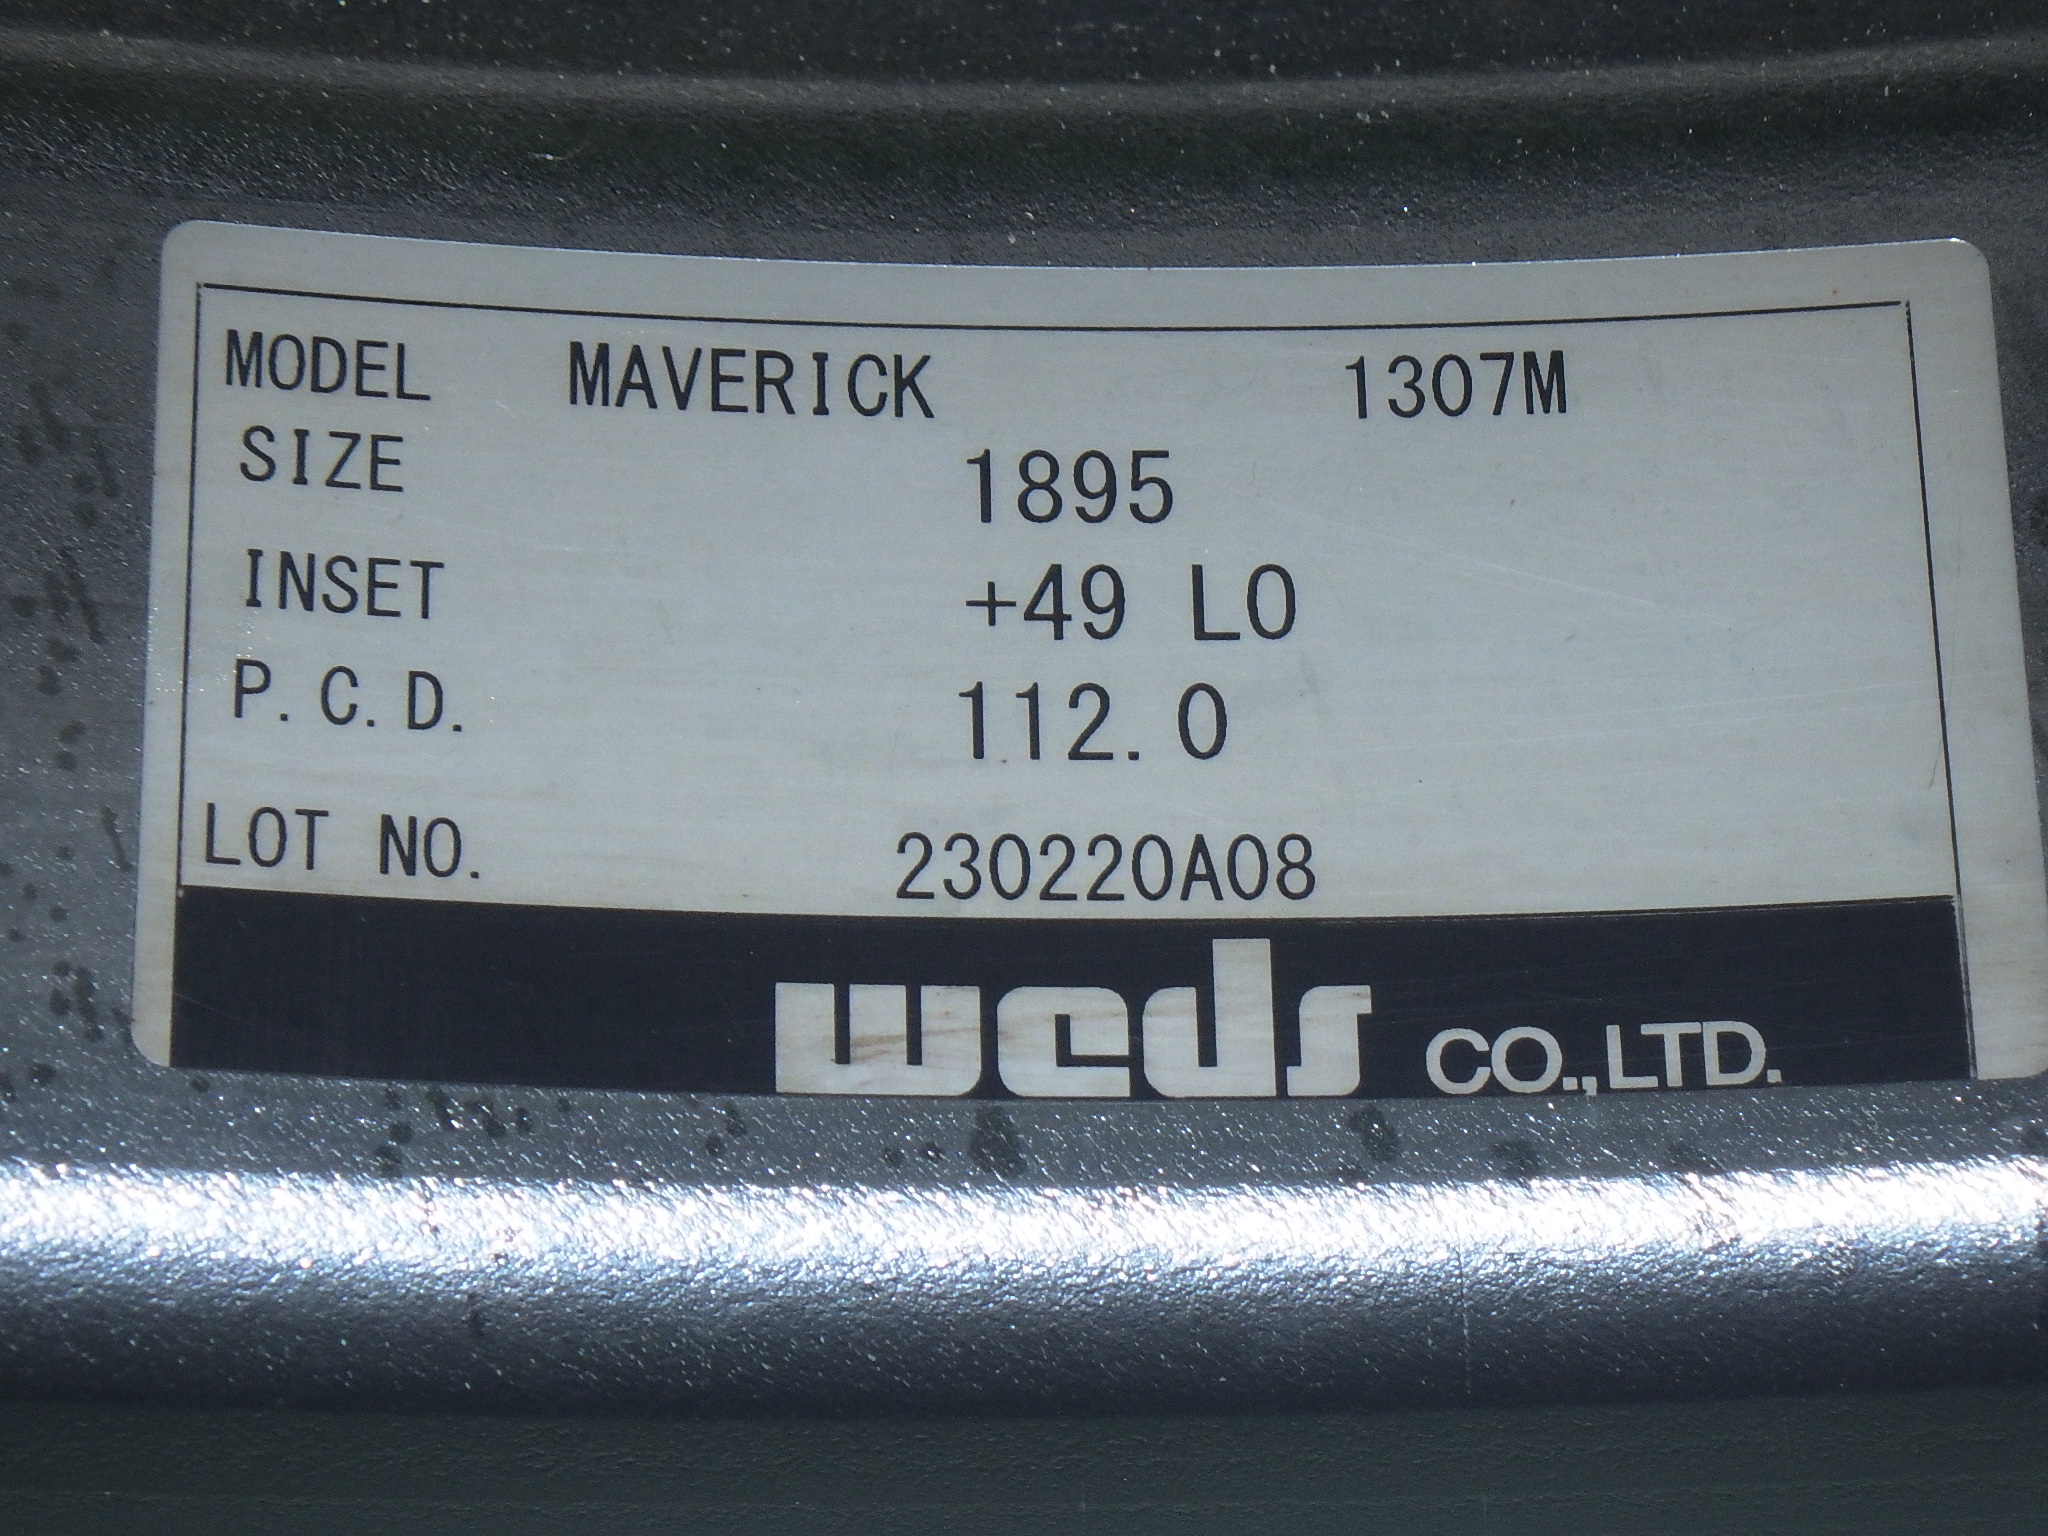 MODEL MAVERICK 1307M
SIZE 1895
INSET +49 LO
P.C.D. 112.0
LOT NO. 230220A08
weds CO.,LTD.